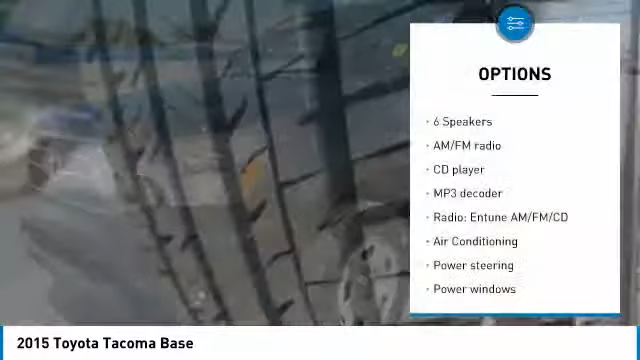 OPTIONS
· 6 Speakers
· AM/FM radio
· CD player
· MP3 decoder
· Radio: Entune AM/FM/CD
· Air Conditioning
· Power steering
· Power windows
2015 Toyota Tacoma Base